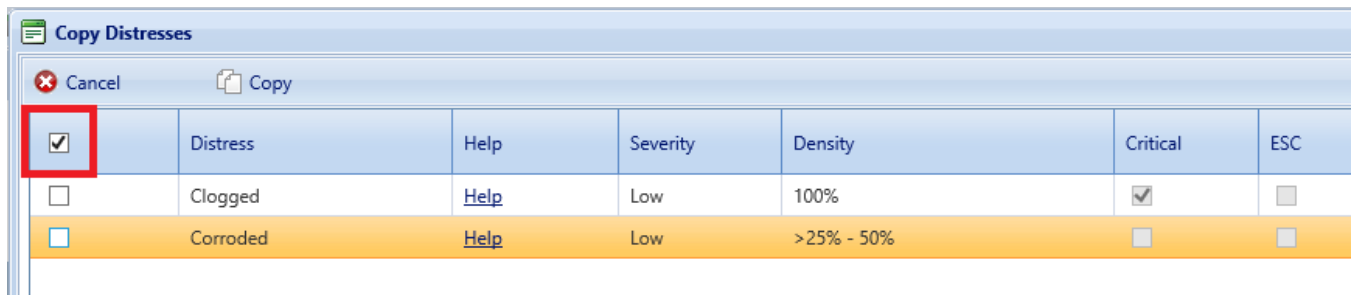 Copy Distresses
Cancel Copy
Distress Help Severity Density Critical ESC
Clogged Help Low 100%
Corroded Help Low >25% - 50%